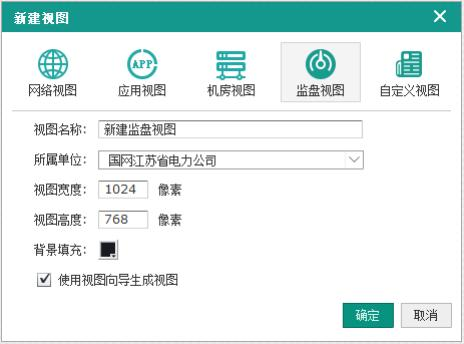 新建视图
APP
网络视图 应用视图 机房视图 监盘视图 自定义视图
视图名称: 新建监盘视图
所属单位: 国网江苏省电力公司
视图宽度: 1024 像素
视图高度: 768 像素
背景填充:
使用视图向导生成视图
确定 取消